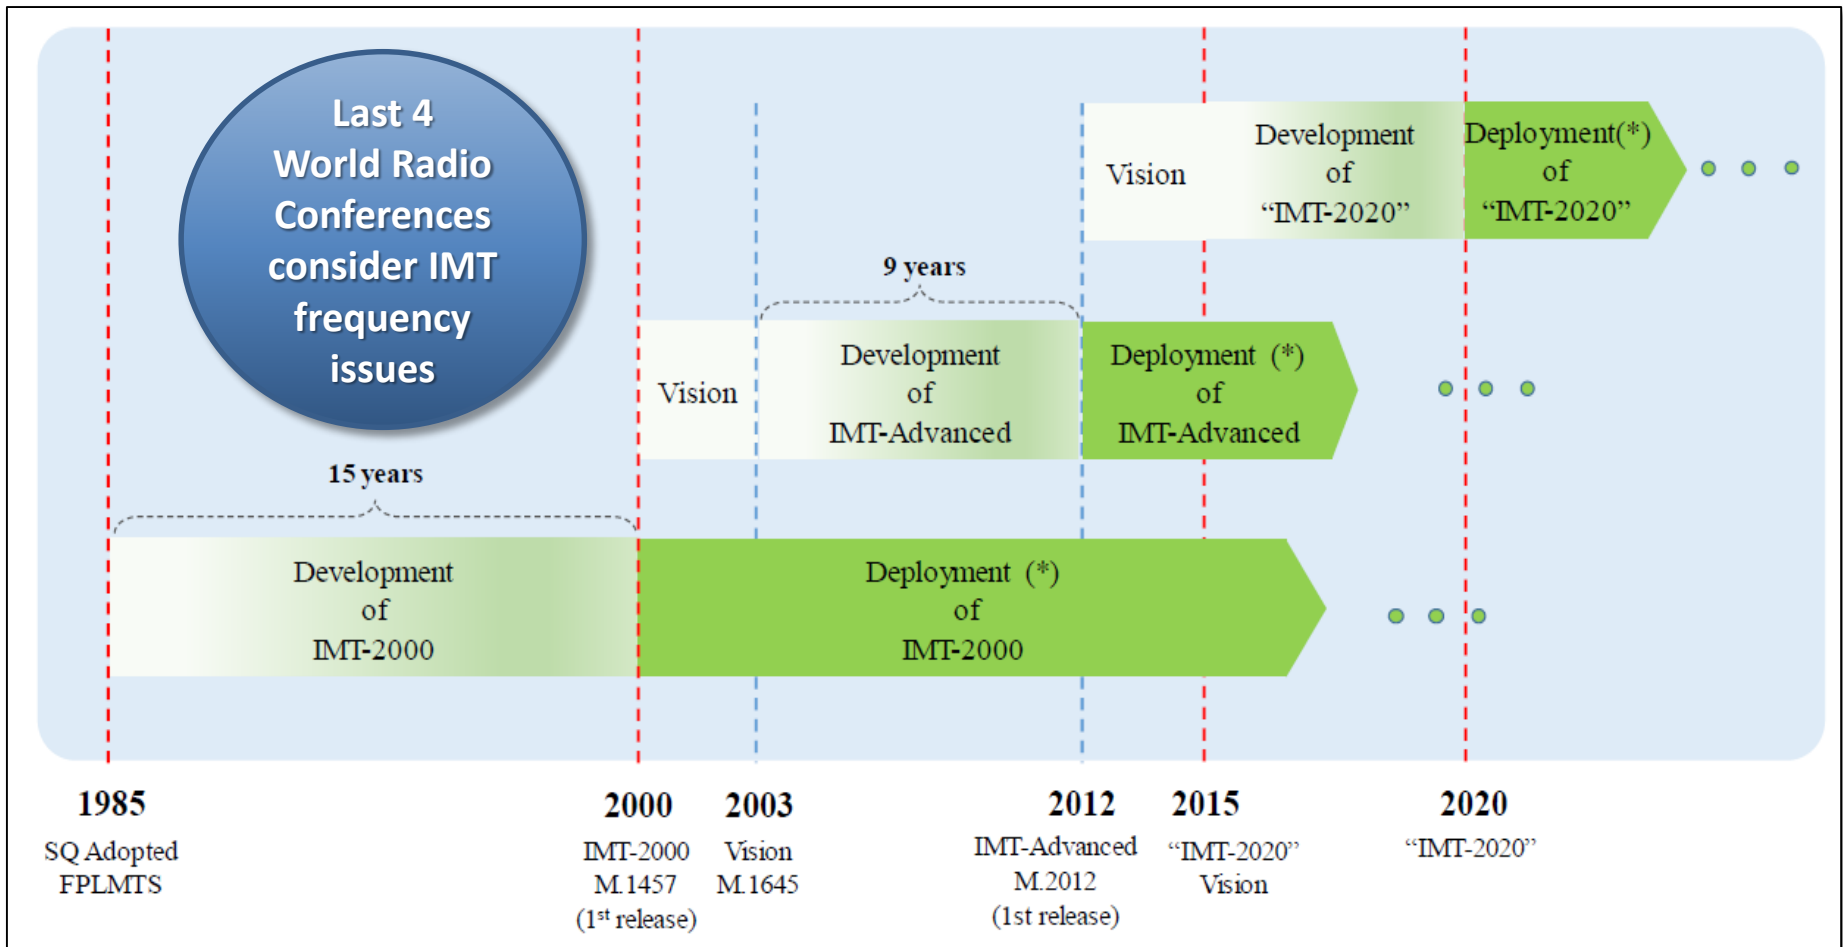 Last 4
World Radio
Conferences
consider IMT
frequency
issues
Vision
Development
of
“IMT-2020”
Deployment(*)
of
“IMT-2020”
9 years
Vision
Development
of
IMT-Advanced
Deployment (*)
of
IMT-Advanced
15 years
Development
of
IMT-2000
Deployment (*)
of
IMT-2000
1985
SQ Adopted
FPLMTS
2000
IMT-2000
M.1457
(1st release)
2003
Vision
M.1645
2012
IMT-Advanced
M.2012
(1st release)
2015
“IMT-2020”
Vision
2020
“IMT-2020”